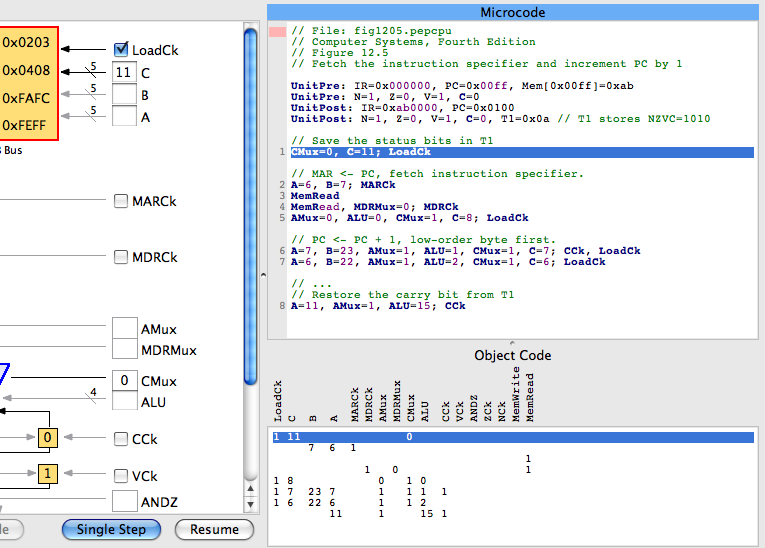 0x0203
0x0408
0xFAFC
0xFEFF
Bus
LoadCk
5
11 C
5
B
5
A
MARCk
MDRCk
AMux
MDRMux
0 CMux
4
ALU
0 CCk
1 VCk
ANDZ
Single Step
Resume
Microcode
// File: fig1205.pepcpu
// Computer Systems, Fourth Edition
// Figure 12.5
// Fetch the instruction specifier and increment PC by 1
UnitPre: IR=0x000000, PC=0x00ff, Mem[0x00ff]=0xab
UnitPre: N=1, Z=0, V=1, C=0
UnitPost: IR=0xab0000, PC=0x0100
UnitPost: N=1, Z=0, V=1, C=0, T1=0x0a // T1 stores NZVC=1010
// Save the status bits in T1
1 CMux=0, C=11; LoadCk
// MAR <- PC, fetch instruction specifier.
2 A=6, B=7; MARCk
3 MemRead
4 MemRead, MDRMux=0; MDRCk
5 AMux=0, ALU=0, CMux=1, C=8; LoadCk
// PC <- PC + 1, low-order byte first.
6 A=7, B=23, AMux=1, ALU=1, CMux=1, C=7; CCk, LoadCk
7 A=6, B=22, AMux=1, ALU=2, CMux=1, C=6; LoadCk
// ...
// Restore the carry bit from T1
8 A=11, AMux=1, ALU=15; CCk
Object Code
LoadCk C B A MARCk MDRCk AMux MDRMux CMux ALU CCk VCk ANDZ ZCk NCk MemWrite MemRead
1 11 0
7 6 1
1
1 0 1
1 8 0 1 0
1 7 23 7 1 1 1 1
1 6 22 6 1 1 2
11 1 15 1